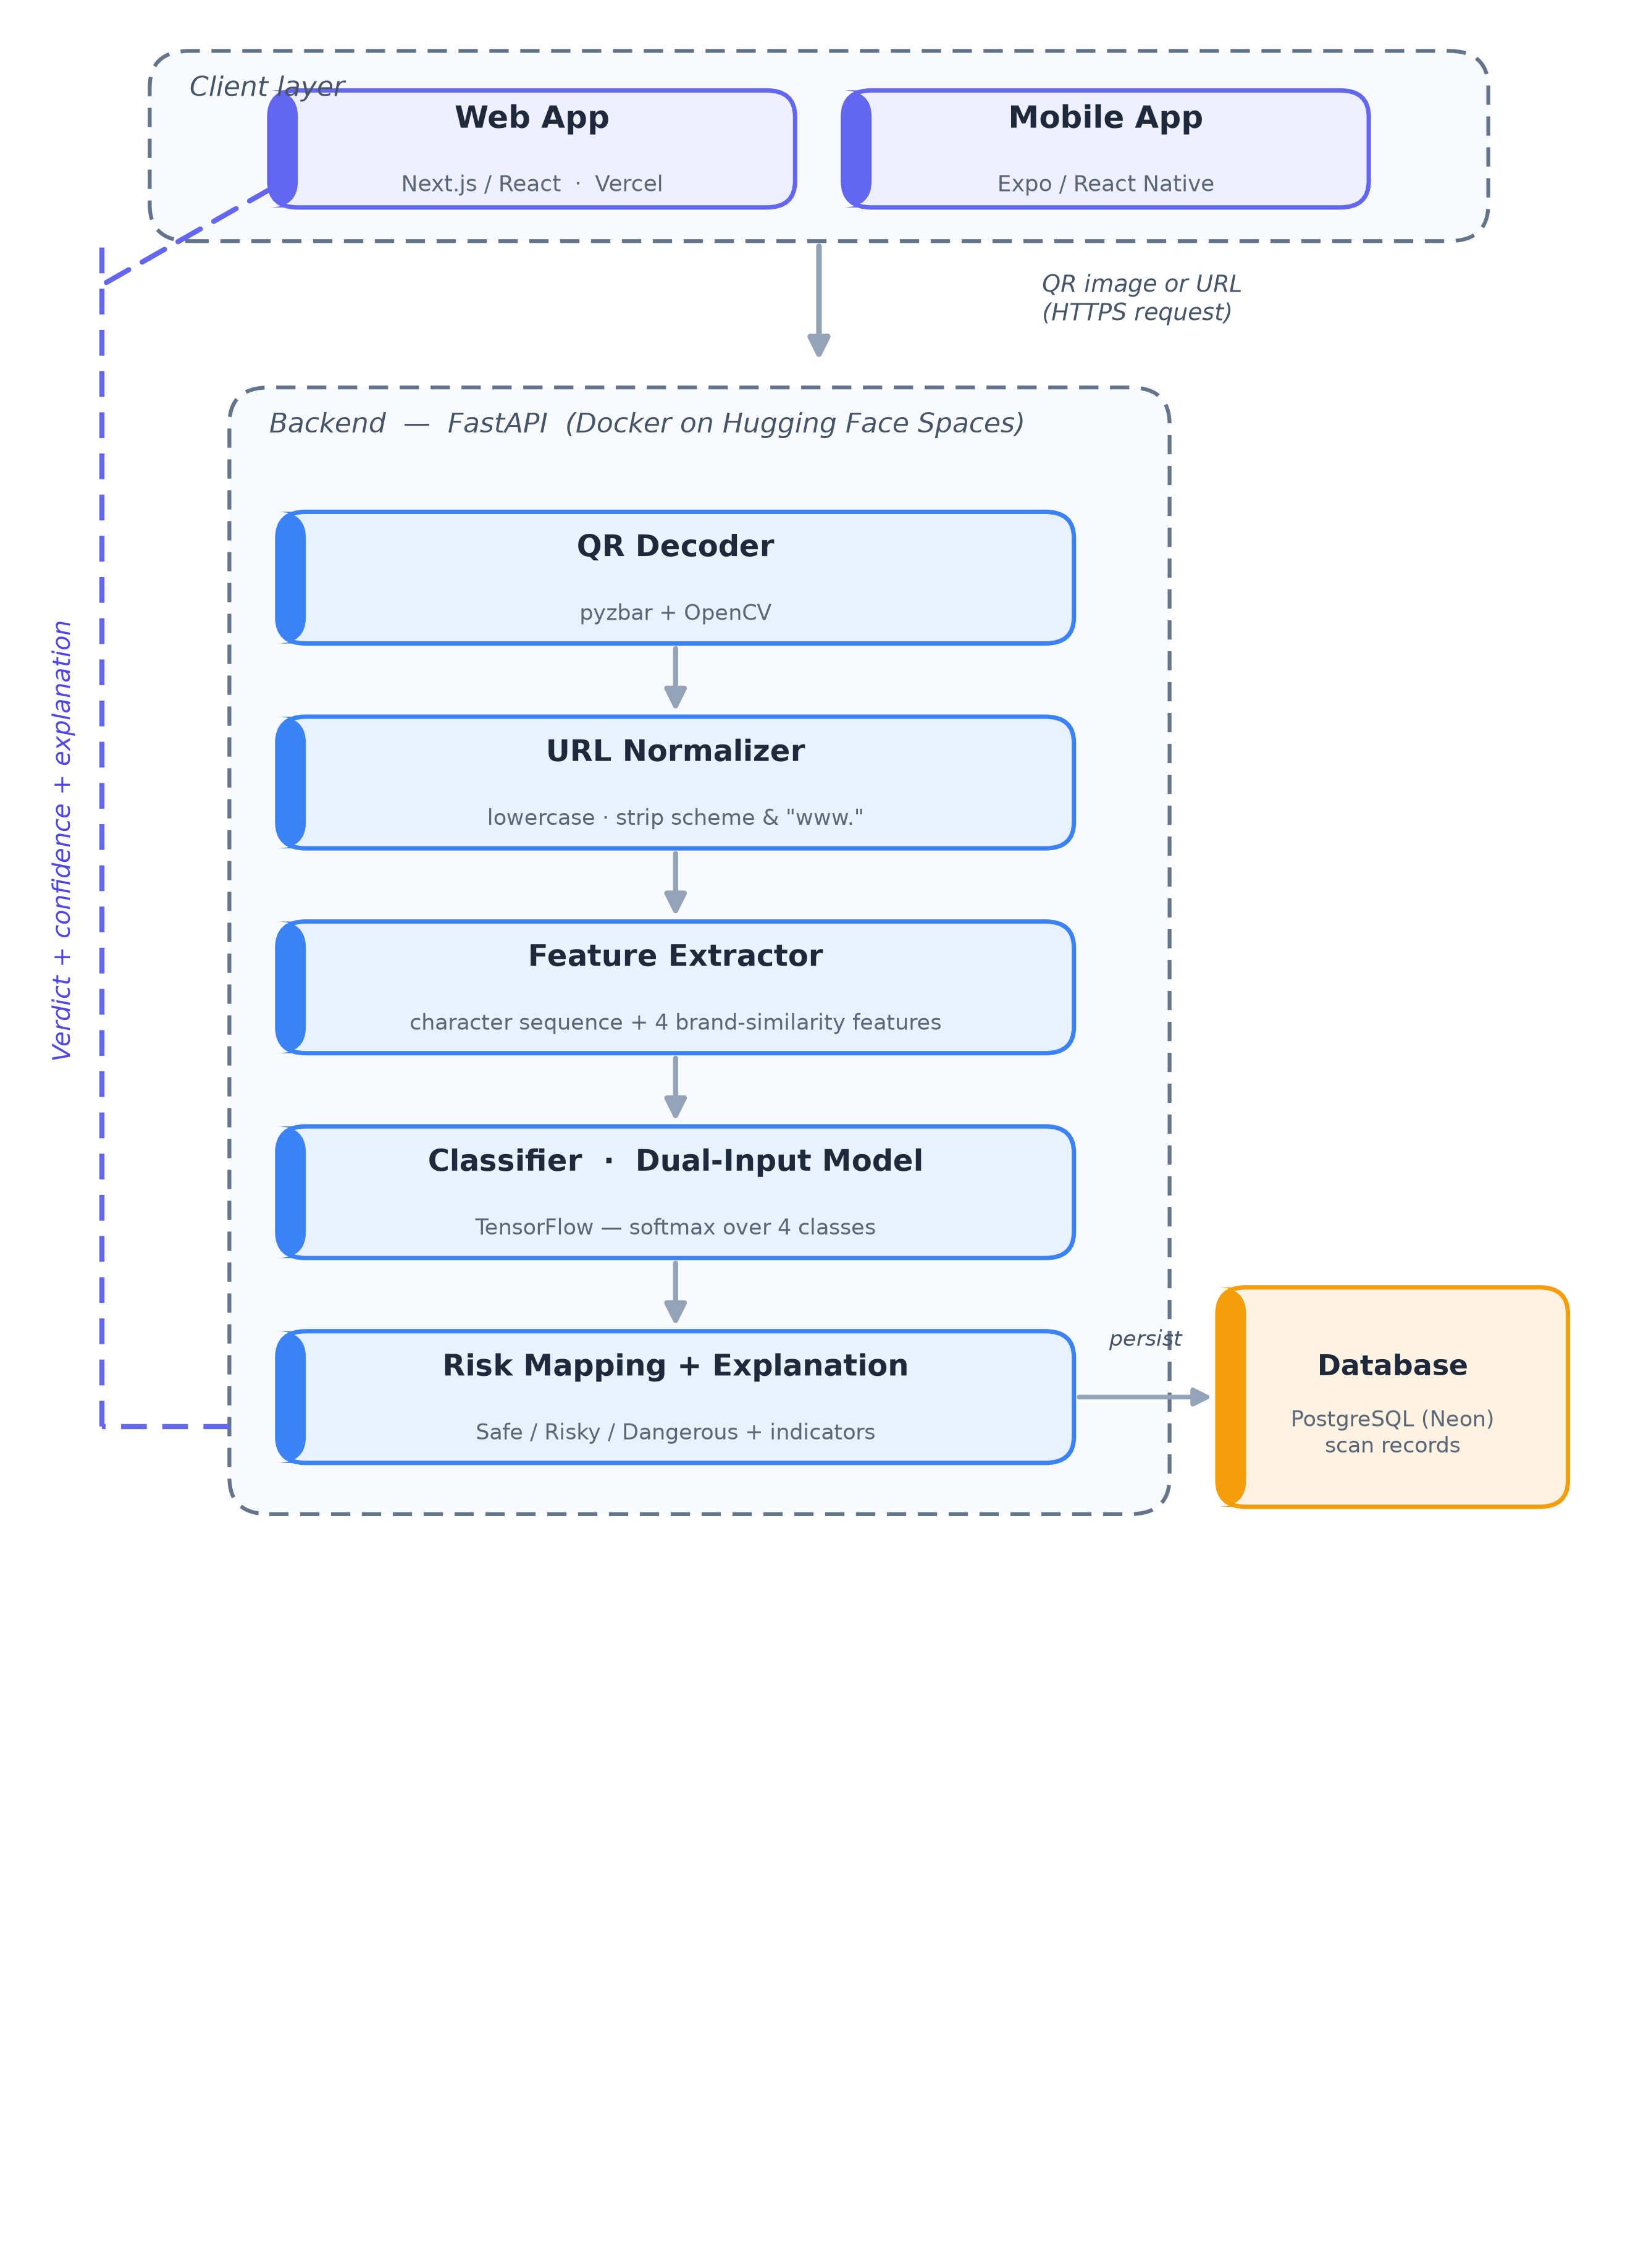 Client layer
Web App
Next.js / React · Vercel
Mobile App
Expo / React Native
QR image or URL
(HTTPS request)
Backend — FastAPI (Docker on Hugging Face Spaces)
QR Decoder
pyzbar + OpenCV
URL Normalizer
lowercase · strip scheme & "www."
Verdict + confidence + explanation
Feature Extractor
character sequence + 4 brand-similarity features
Classifier · Dual-Input Model
TensorFlow — softmax over 4 classes
Risk Mapping + Explanation
Safe / Risky / Dangerous + indicators
persist
Database
PostgreSQL (Neon)
scan records